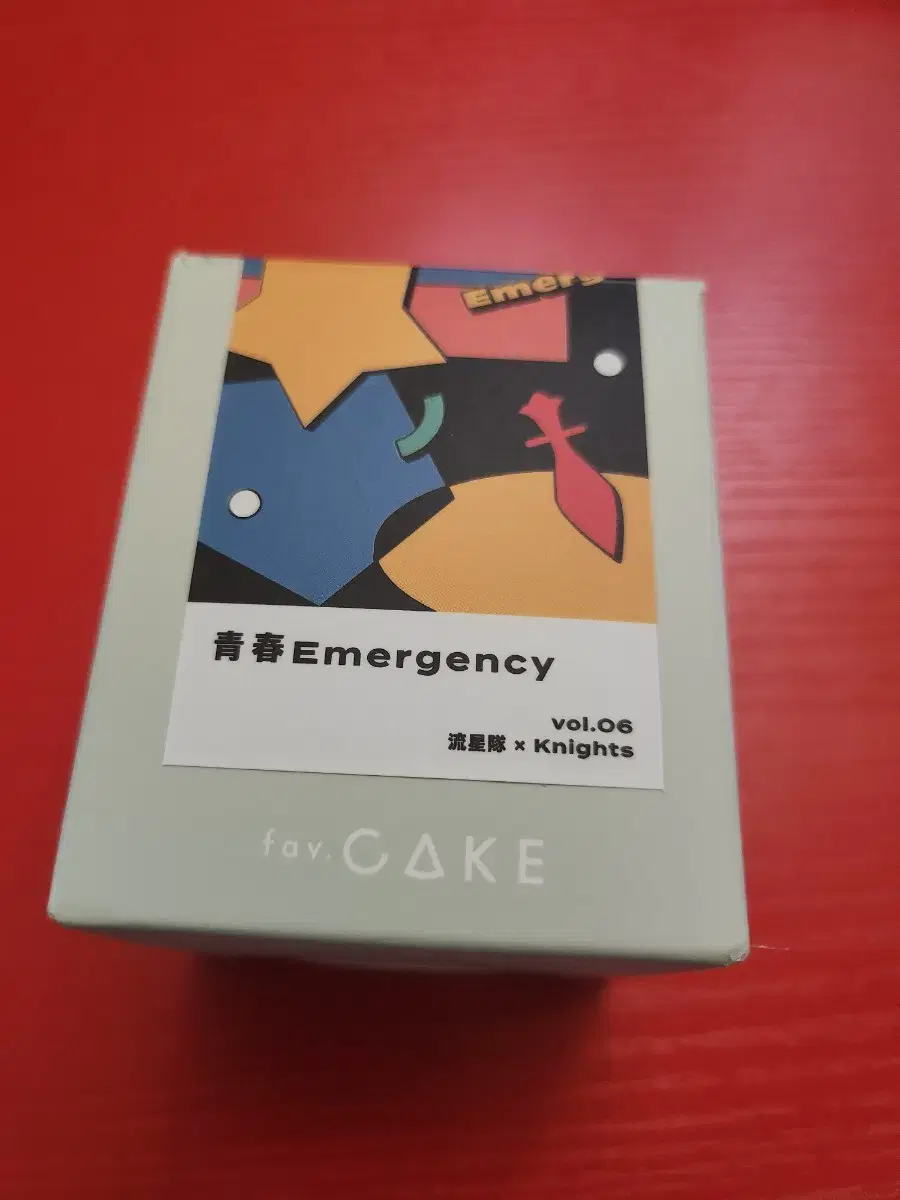 Emerg
青春Emergency
vol.06
流星隊 × Knights
fav.CAKE